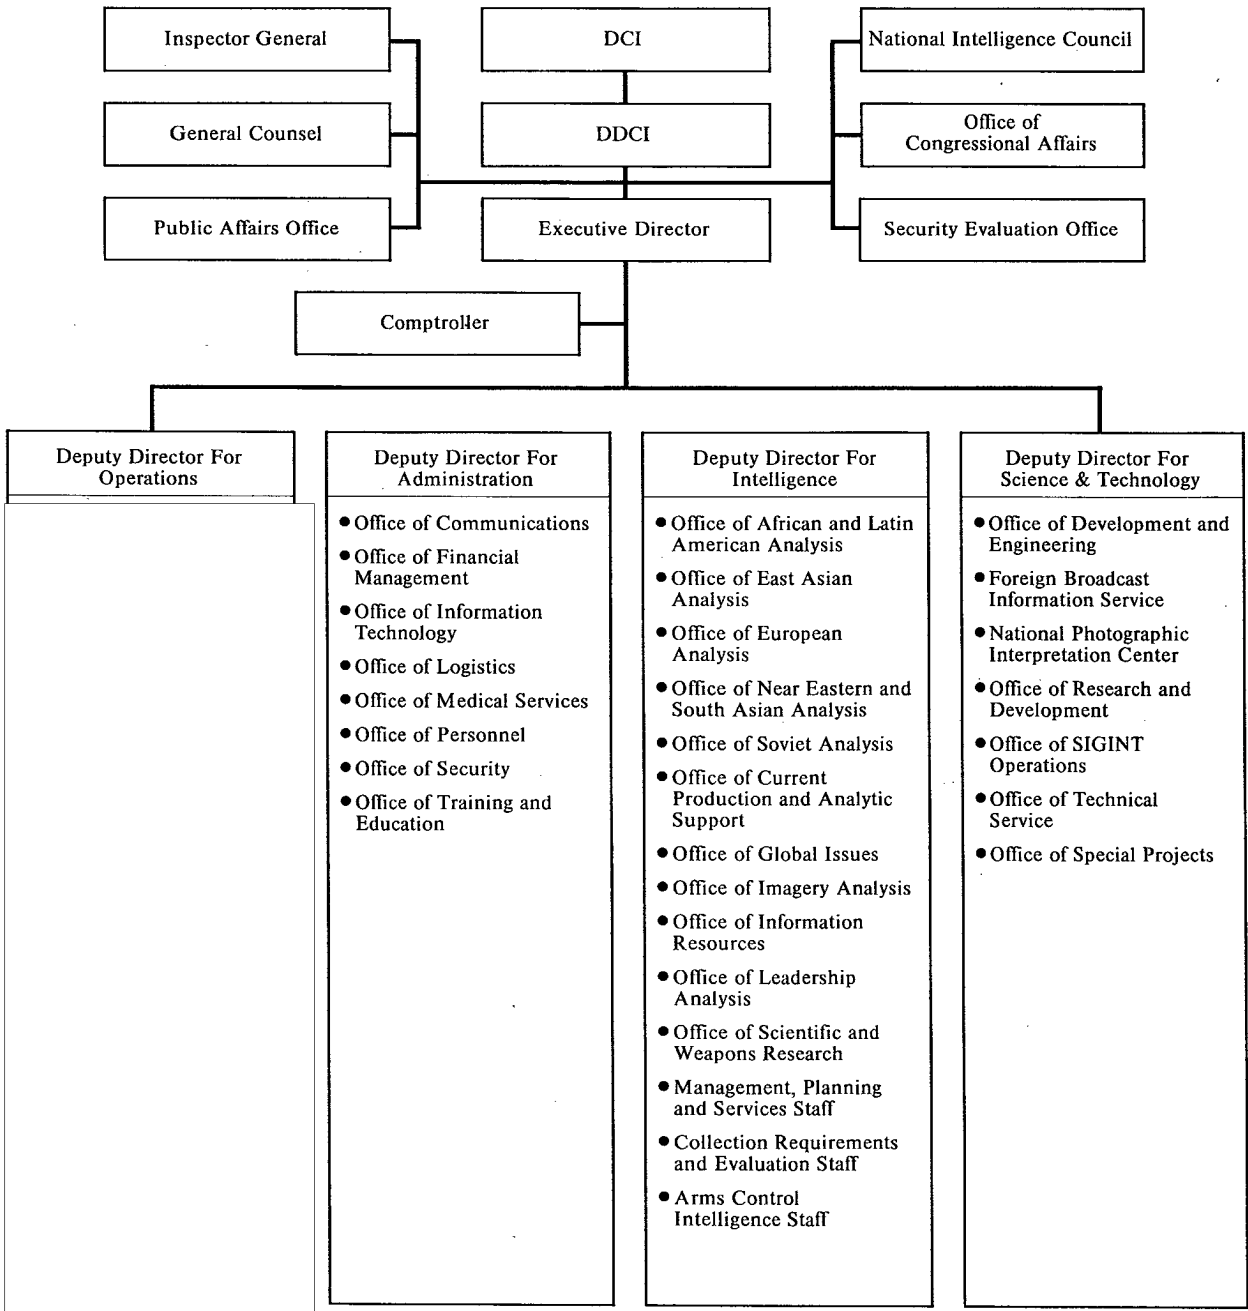 Inspector General
DCI
National Intelligence Council
General Counsel
DDCI
Office of
Congressional Affairs
Public Affairs Office
Executive Director
Security Evaluation Office
Comptroller
Deputy Director For
Operations
Deputy Director For
Administration
● Office of Communications
● Office of Financial
Management
● Office of Information
Technology
● Office of Logistics
● Office of Medical Services
● Office of Personnel
● Office of Security
● Office of Training and
Education
Deputy Director For
Intelligence
● Office of African and Latin
American Analysis
● Office of East Asian
Analysis
● Office of European
Analysis
● Office of Near Eastern and
South Asian Analysis
● Office of Soviet Analysis
● Office of Current
Production and Analytic
Support
● Office of Global Issues
● Office of Imagery Analysis
● Office of Information
Resources
● Office of Leadership
Analysis
● Office of Scientific and
Weapons Research
● Management, Planning
and Services Staff
● Collection Requirements
and Evaluation Staff
● Arms Control
Intelligence Staff
Deputy Director For
Science & Technology
● Office of Development and
Engineering
● Foreign Broadcast
Information Service
● National Photographic
Interpretation Center
● Office of Research and
Development
● Office of SIGINT
Operations
● Office of Technical
Service
● Office of Special Projects